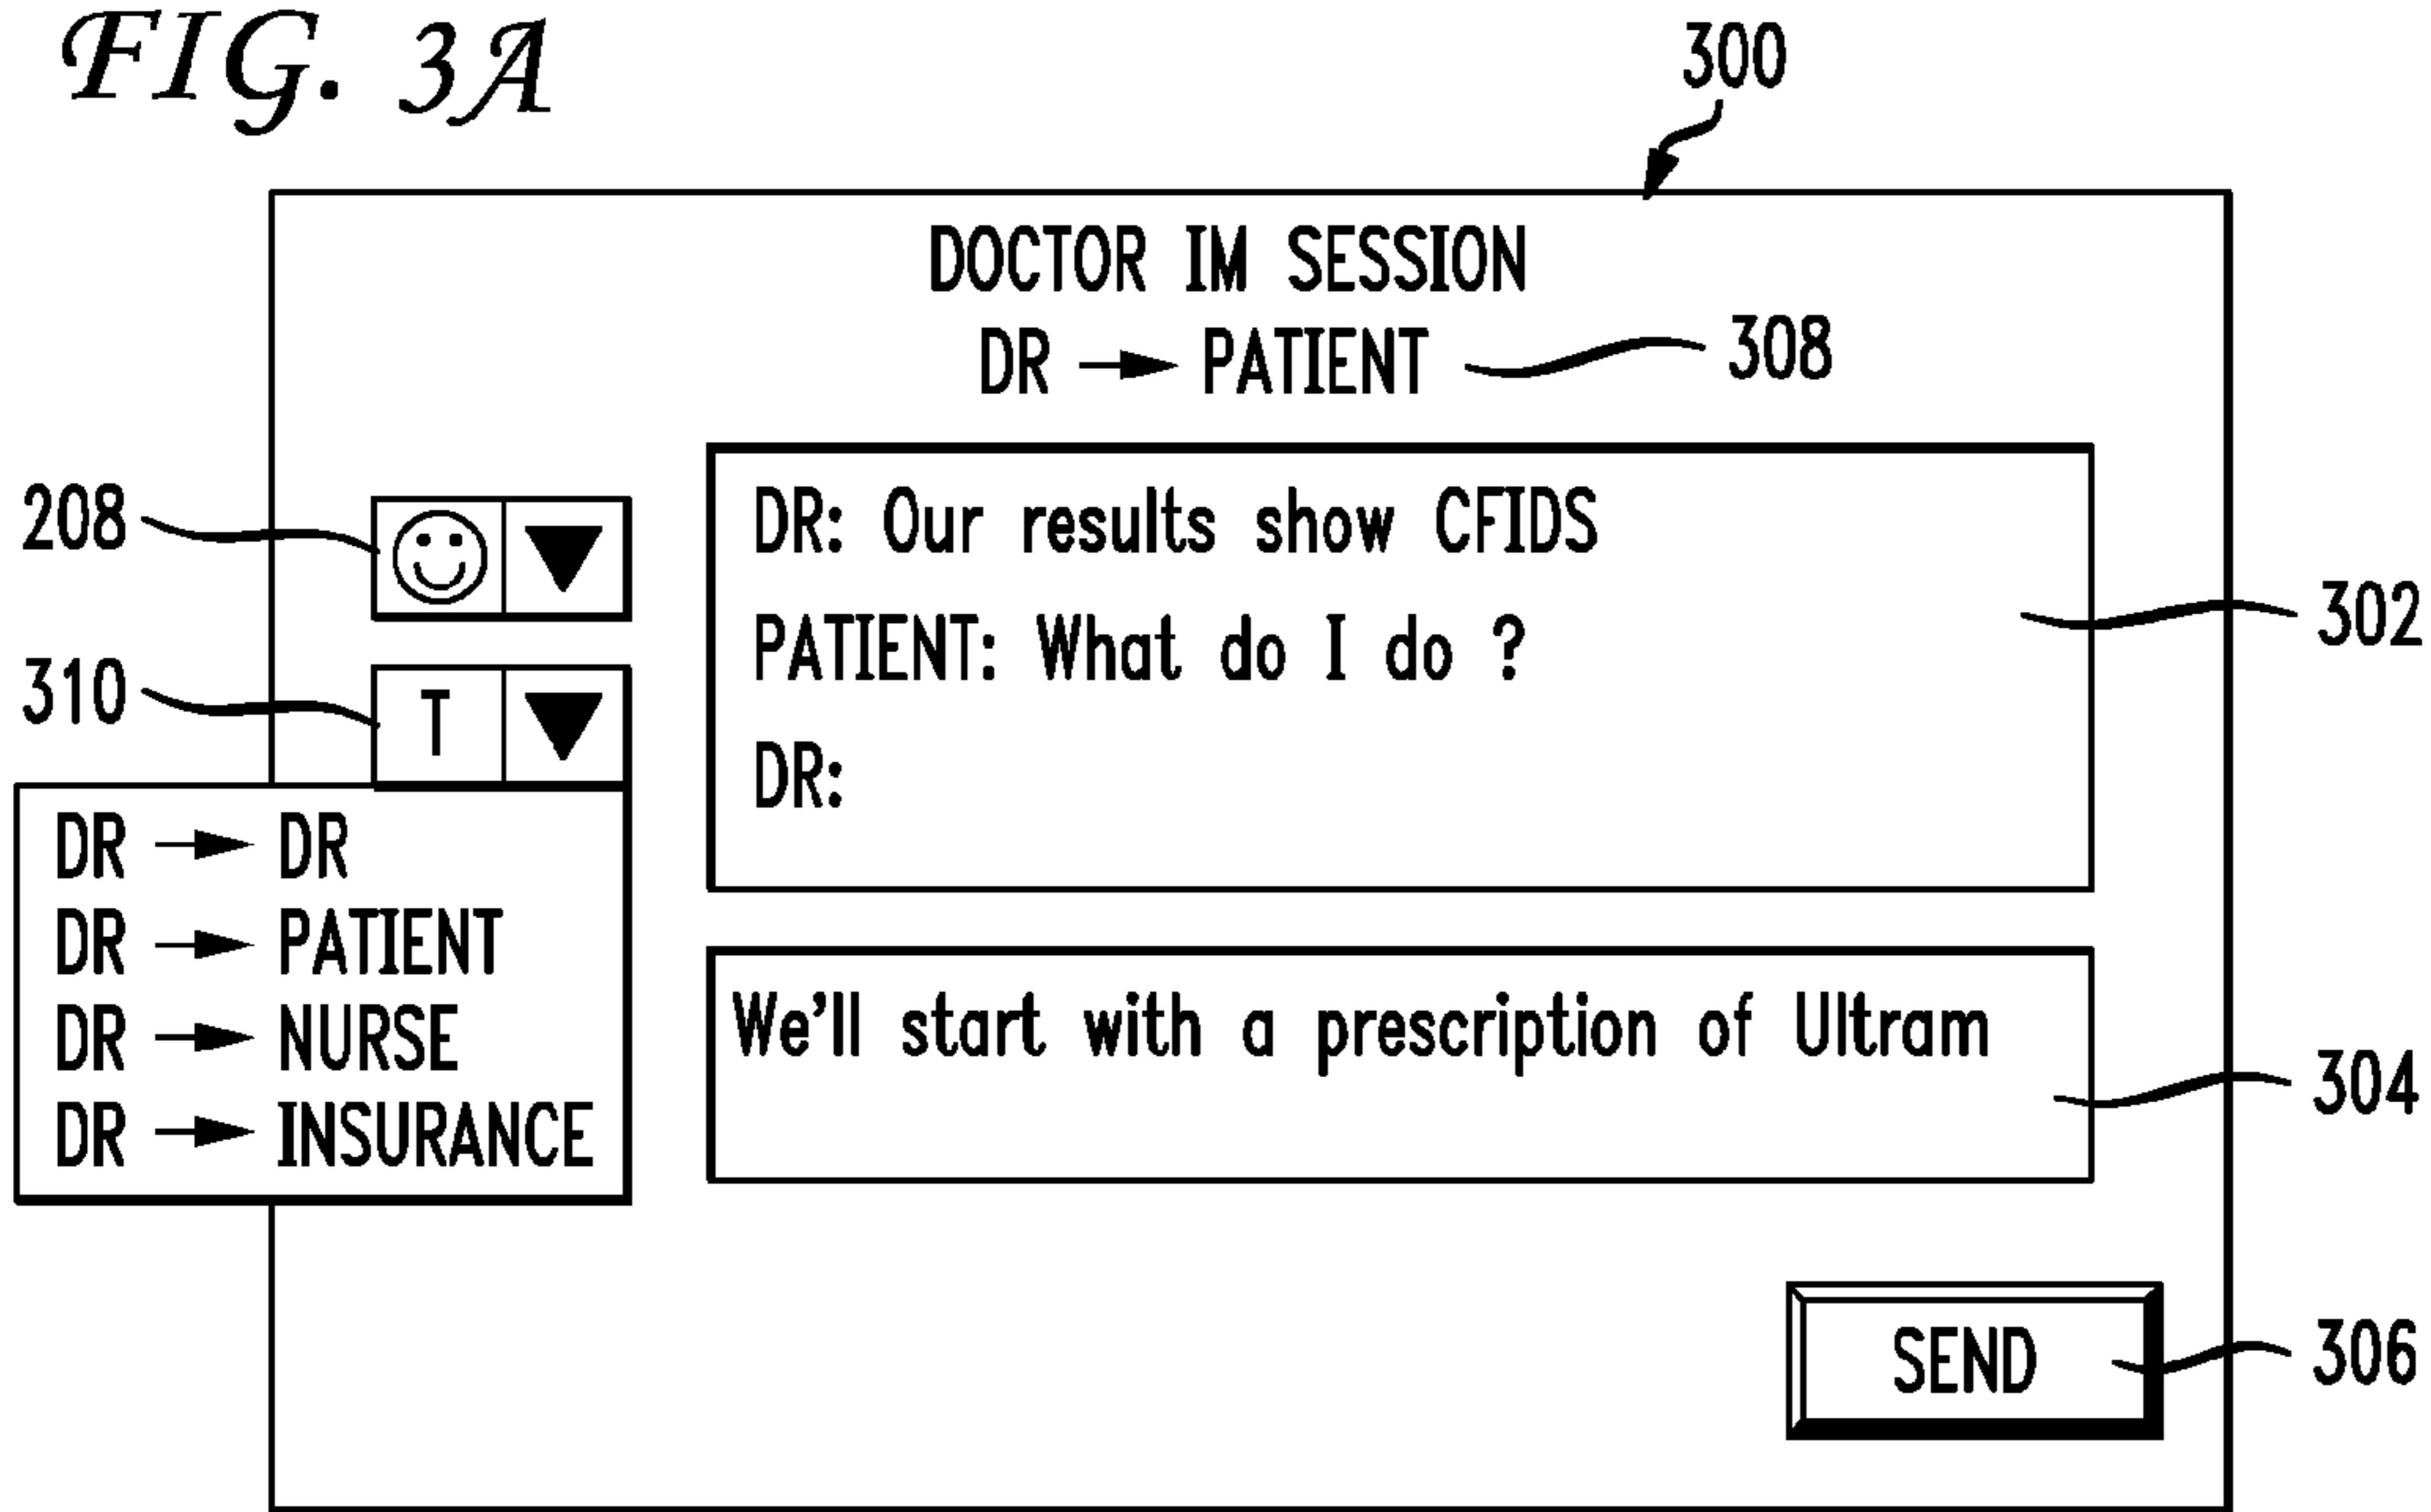 FIG. 3A
300
DOCTOR IM SESSION
DR → PATIENT
308
208
DR: Our results show CFIDS
302
PATIENT: What do I do ?
310
T
DR:
DR → DR
DR → PATIENT
DR → NURSE
DR → INSURANCE
We'll start with a prescription of Ultram
304
SEND
306